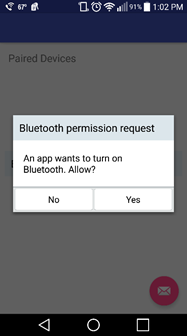 67° 91% 1:02 PM
Paired Devices
Bluetooth permission request
An app wants to turn on
Bluetooth. Allow?
No Yes